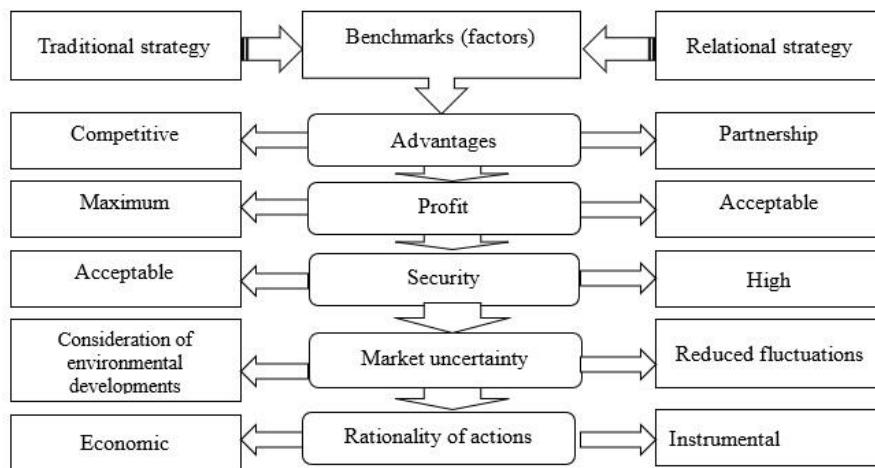 Traditional strategy
Benchmarks (factors)
Relational strategy
Competitive
Advantages
Partnership
Maximum
Profit
Acceptable
Acceptable
Security
High
Consideration of
environmental
developments
Market uncertainty
Reduced fluctuations
Economic
Rationality of actions
Instrumental